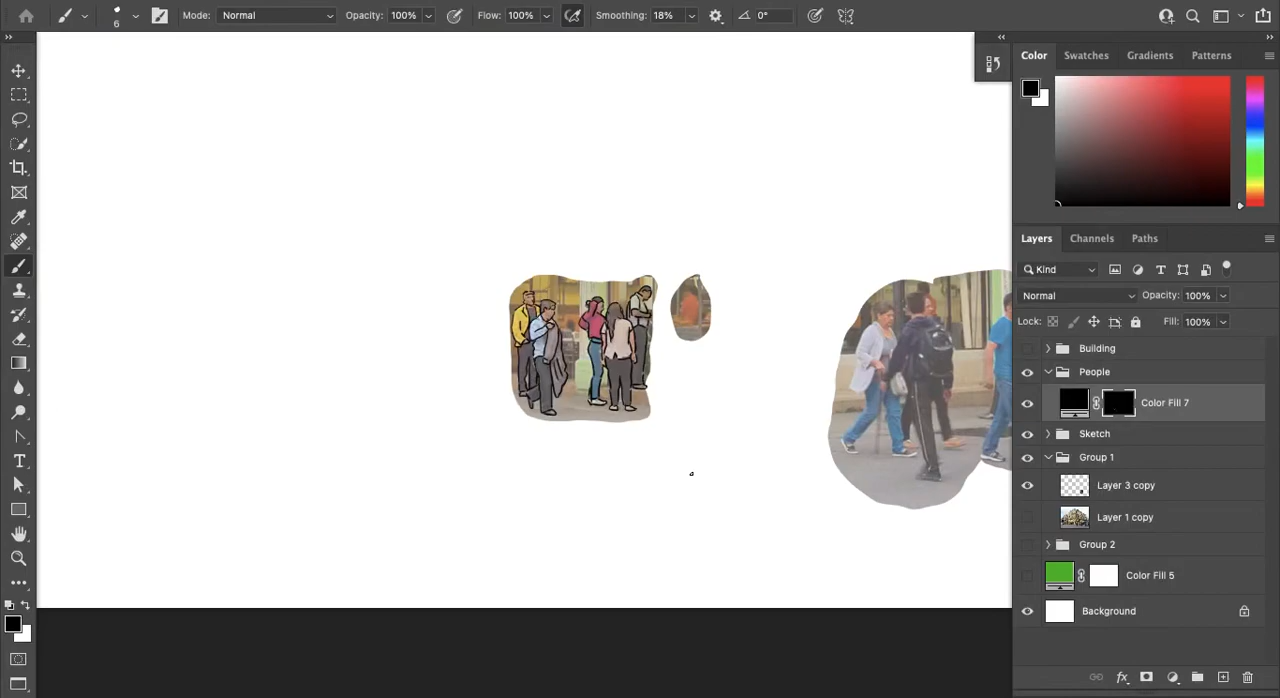 6 Mode: Normal Opacity: 100% Flow: 100% Smoothing: 18% 0°
Color Swatches Gradients Patterns
Layers Channels Paths
Kind
Normal Opacity: 100%
Lock: Fill: 100%
Building
People
Color Fill 7
Sketch
Group 1
Layer 3 copy
Layer 1 copy
Group 2
Color Fill 5
Background